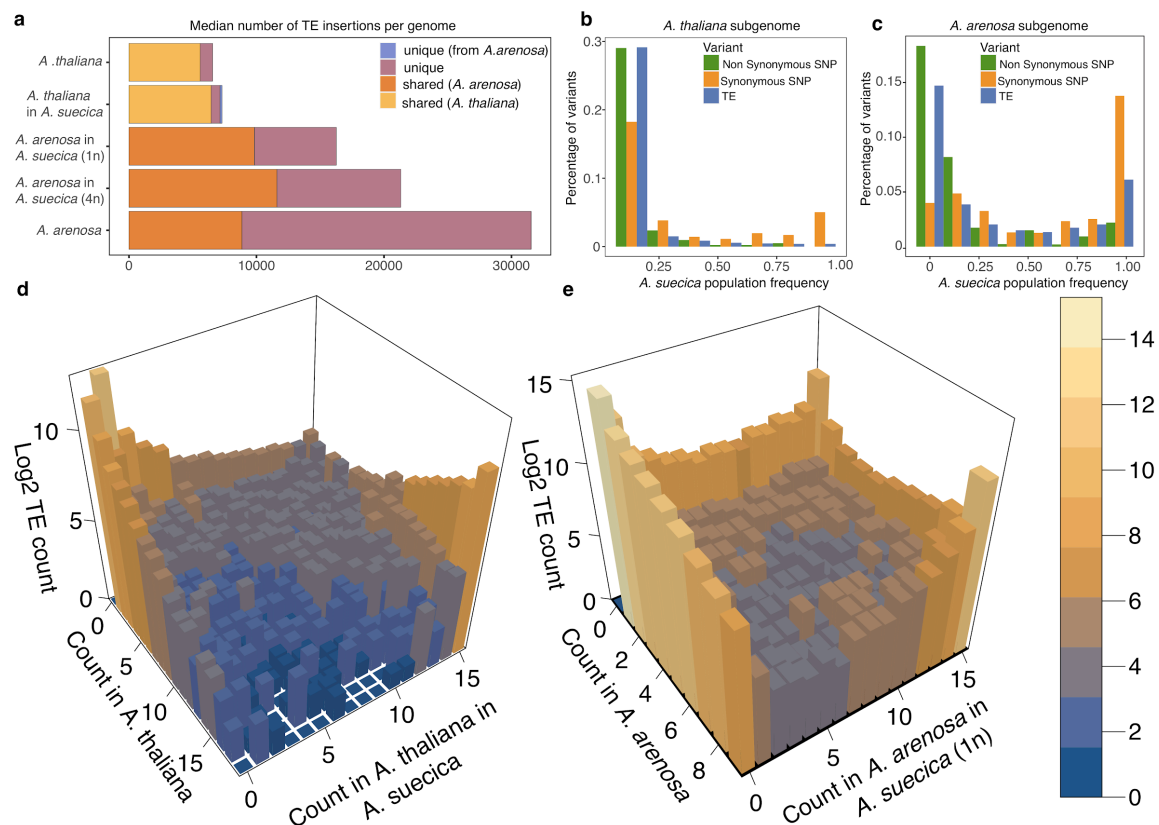 a
Median number of TE insertions per genome
A .thaliana
A. thaliana
in A. suecica
A. arenosa in
A. suecica (1n)
A. arenosa in
A. suecica (4n)
A. arenosa
unique (from A.arenosa)
unique
shared (A. arenosa)
shared (A. thaliana)
0
10000
20000
30000
b
A. thaliana subgenome
Variant
Non Synonymous SNP
Synonymous SNP
TE
Percentage of variants
0.3
0.2
0.1
0
0.25
0.50
0.75
1.00
A. suecica population frequency
c
A. arenosa subgenome
Variant
Non Synonymous SNP
Synonymous SNP
TE
Percentage of variants
0.15
0.10
0.05
0
0
0.25
0.50
0.75
1.00
A. suecica population frequency
d
Log2 TE count
10
5
0
0
5
10
15
Count in A. thaliana
0
5
10
15
Count in A. thaliana in
A. suecica
e
Log2 TE count
15
10
5
0
0
2
4
6
8
Count in A. arenosa
0
5
10
15
Count in A. arenosa in
A. suecica (1n)
14
12
10
8
6
4
2
0